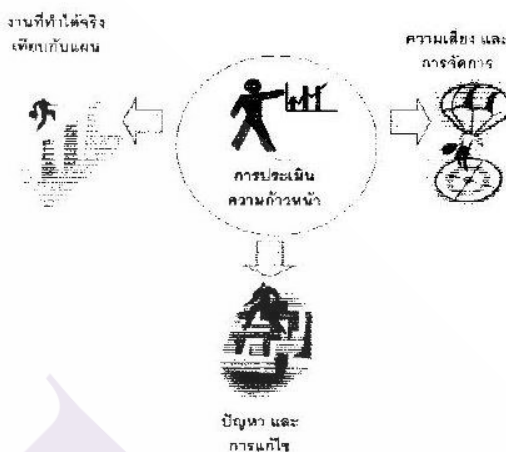 งานที่ทำได้จริง
เทียบกับแผน
ความเสี่ยง และ
การจัดการ
การประเมิน
ความก้าวหน้า
ปัญหา และ
การแก้ไข